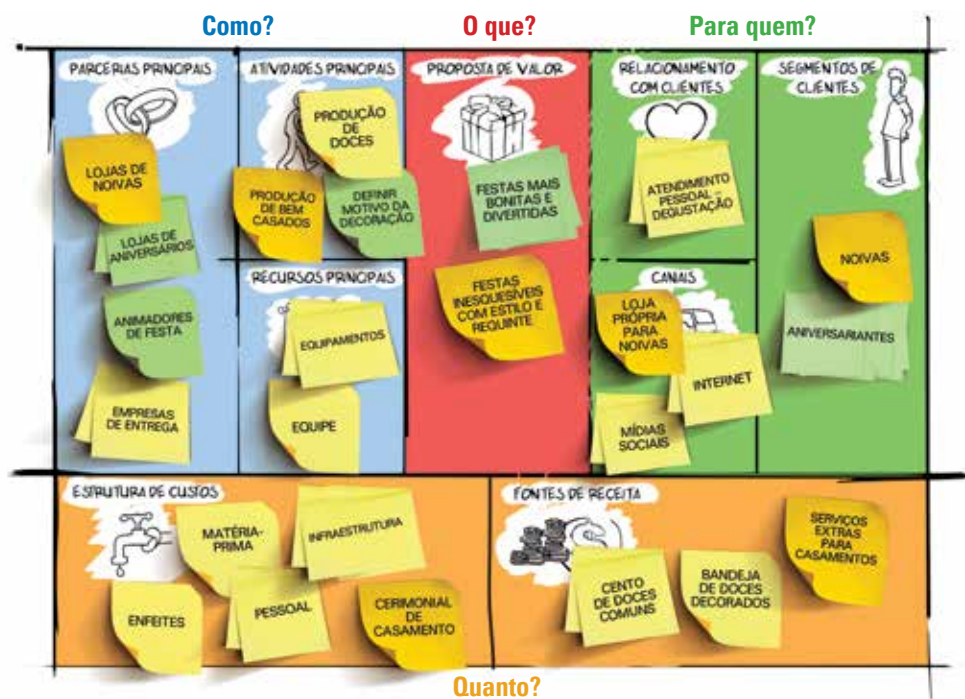 Como?
O que?
Para quem?
PARCERIAS PRINCIPAIS
LOJAS DE
NOIVAS
LOJAS DE
ANIVERSÁRIOS
ANIMADORES
DE FESTA
EMPRESAS
DE ENTREGA
ATIVIDADES PRINCIPAIS
PRODUÇÃO
DE
DOCES
PRODUÇÃO
DE BEM
CASADOS
DEFINIR
MOTIVO DA
DECORAÇÃO
RECURSOS PRINCIPAIS
EQUIPAMENTOS
EQUIPE
PROPOSTA DE VALOR
FESTAS MAIS
BONITAS E
DIVERTIDAS
FESTAS
INESQUESÍVEIS
COM ESTILO E
REQUINTE
RELACIONAMENTO
COM CLIENTES
ATENDIMENTO
PESSOAL –
DEGUSTAÇÃO
CANAIS
LOJA
PRÓPRIA
PARA
NOIVAS
INTERNET
MÍDIAS
SOCIAIS
SEGMENTOS DE
CLIENTES
NOIVAS
ANIVERSARIANTES
ESTRUTURA DE CUSTOS
MATÉRIA-
PRIMA
INFRAESTRUTURA
ENFEITES
PESSOAL
CERIMONIAL
DE
CASAMENTO
FONTES DE RECEITA
CENTO
DE DOCES
COMUNS
BANDEJA
DE DOCES
DECORADOS
SERVIÇOS
EXTRAS
PARA
CASAMENTOS
Quanto?